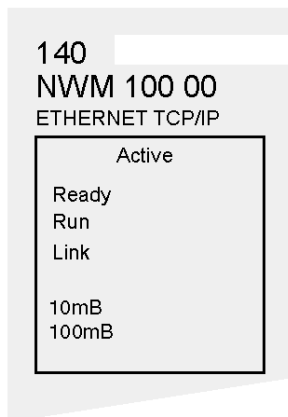 140
NWM 100 00
ETHERNET TCP/IP
Active
Ready
Run
Link
10mB
100mB